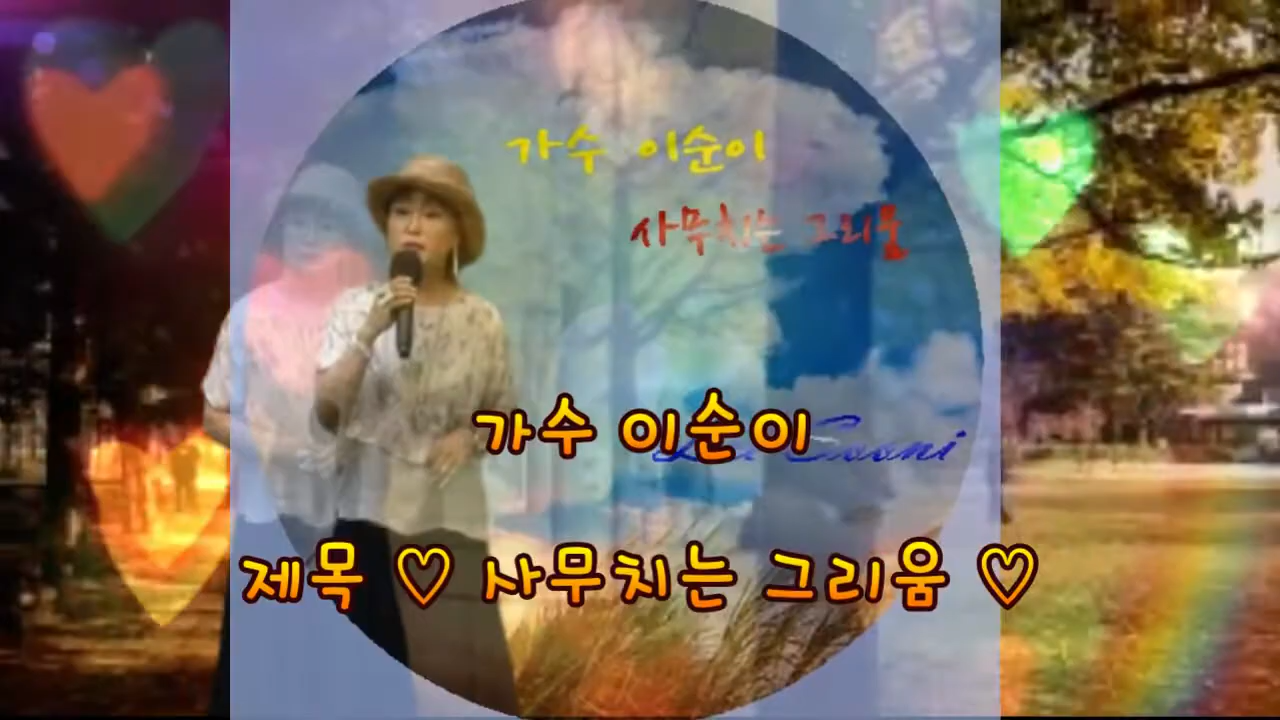 가수 이순이
사무치는 그리움
가수 이순이
Sooni
제목 ♡ 사무치는 그리움 ♡